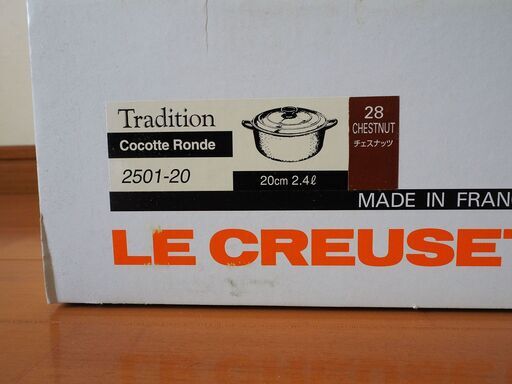 Tradition
Cocotte Ronde
2501-20
20cm 2.4ℓ
28
CHESTNUT
チェスナッツ
MADE IN FRANC
LE CREUSET